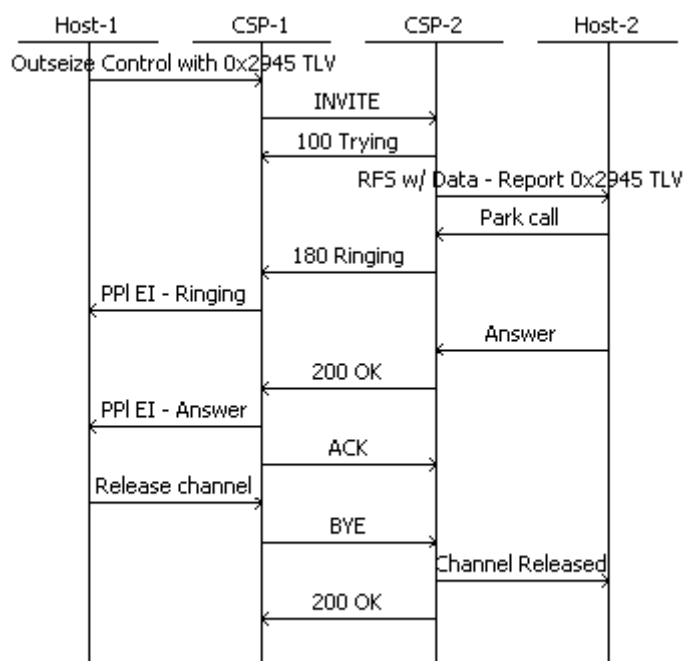 Host-1 CSP-1 CSP-2 Host-2
Outseize Control with 0x2945 TLV
INVITE
100 Trying
RFS w/ Data - Report 0x2945 TLV
Park call
180 Ringing
PPl EI - Ringing
Answer
200 OK
PPl EI - Answer
ACK
Release channel
BYE
Channel Released
200 OK